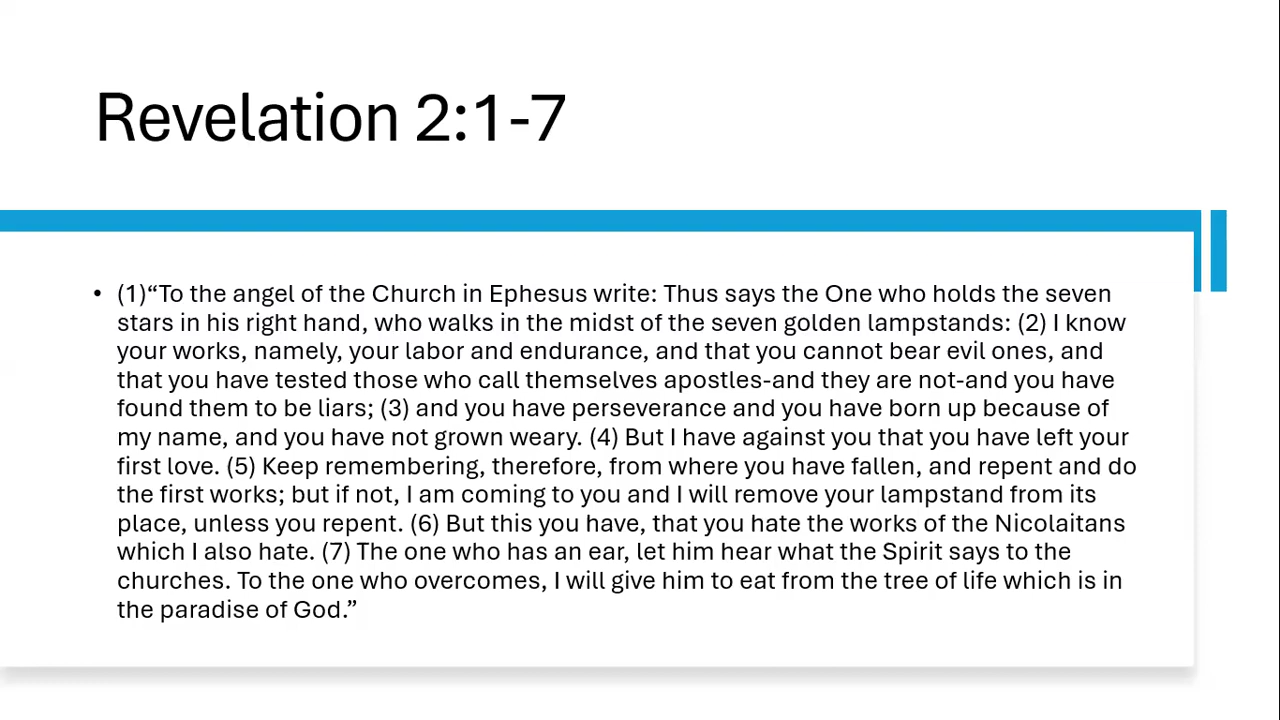 Revelation 2:1-7
• (1)“To the angel of the Church in Ephesus write: Thus says the One who holds the seven
stars in his right hand, who walks in the midst of the seven golden lampstands: (2) I know
your works, namely, your labor and endurance, and that you cannot bear evil ones, and
that you have tested those who call themselves apostles-and they are not-and you have
found them to be liars; (3) and you have perseverance and you have born up because of
my name, and you have not grown weary. (4) But I have against you that you have left your
first love. (5) Keep remembering, therefore, from where you have fallen, and repent and do
the first works; but if not, I am coming to you and I will remove your lampstand from its
place, unless you repent. (6) But this you have, that you hate the works of the Nicolaitans
which I also hate. (7) The one who has an ear, let him hear what the Spirit says to the
churches. To the one who overcomes, I will give him to eat from the tree of life which is in
the paradise of God.”